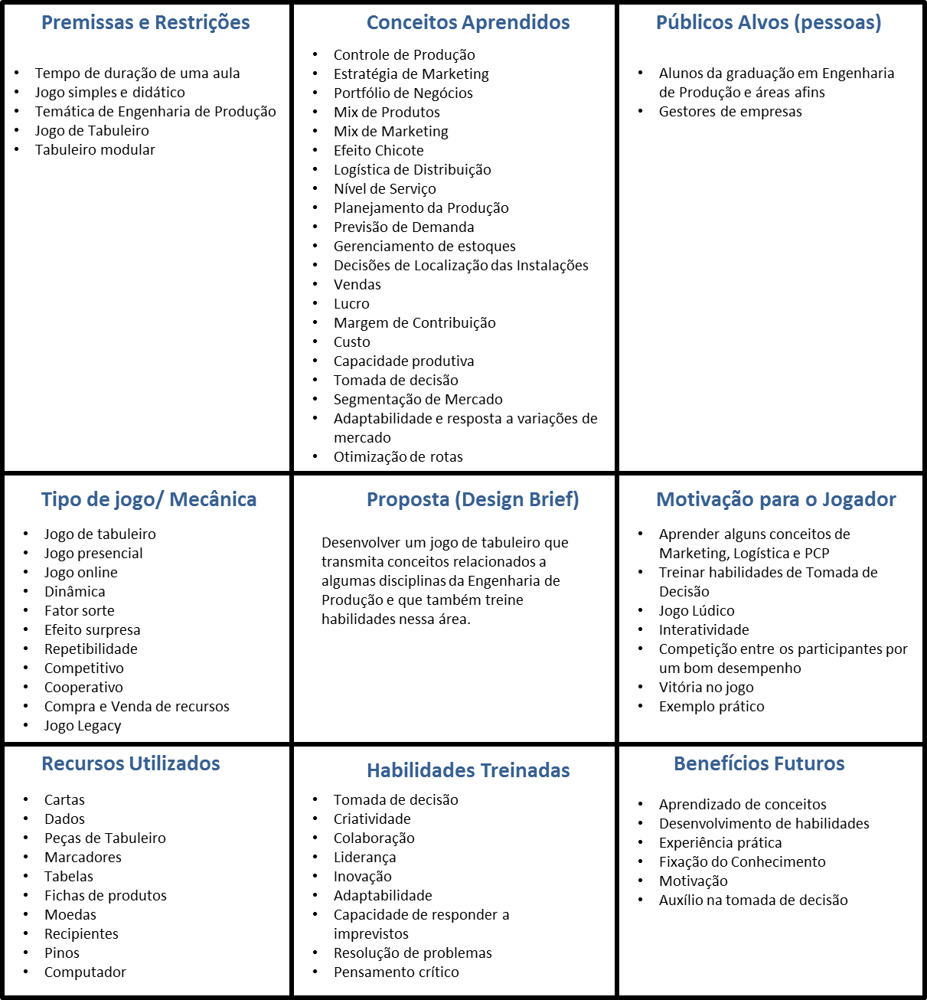 Premissas e Restrições
• Tempo de duração de uma aula
• Jogo simples e didático
• Temática de Engenharia de Produção
• Jogo de Tabuleiro
• Tabuleiro modular
Conceitos Aprendidos
• Controle de Produção
• Estratégia de Marketing
• Portfólio de Negócios
• Mix de Produtos
• Mix de Marketing
• Efeito Chicote
• Logística de Distribuição
• Nível de Serviço
• Planejamento da Produção
• Previsão de Demanda
• Gerenciamento de estoques
• Decisões de Localização das Instalações
• Vendas
• Lucro
• Margem de Contribuição
• Custo
• Capacidade produtiva
• Tomada de decisão
• Segmentação de Mercado
• Adaptabilidade e resposta a variações de
mercado
• Otimização de rotas
Públicos Alvos (pessoas)
• Alunos da graduação em Engenharia
de Produção e áreas afins
• Gestores de empresas
Tipo de jogo/ Mecânica
• Jogo de tabuleiro
• Jogo presencial
• Jogo online
• Dinâmica
• Fator sorte
• Efeito surpresa
• Repetibilidade
• Competitivo
• Cooperativo
• Compra e Venda de recursos
• Jogo Legacy
Proposta (Design Brief)
Desenvolver um jogo de tabuleiro que
transmita conceitos relacionados a
algumas disciplinas da Engenharia de
Produção e que também treine
habilidades nessa área.
Motivação para o Jogador
• Aprender alguns conceitos de
Marketing, Logística e PCP
• Treinar habilidades de Tomada de
Decisão
• Jogo Lúdico
• Interatividade
• Competição entre os participantes por
um bom desempenho
• Vitória no jogo
• Exemplo prático
Recursos Utilizados
• Cartas
• Dados
• Peças de Tabuleiro
• Marcadores
• Tabelas
• Fichas de produtos
• Moedas
• Recipientes
• Pinos
• Computador
Habilidades Treinadas
• Tomada de decisão
• Criatividade
• Colaboração
• Liderança
• Inovação
• Adaptabilidade
• Capacidade de responder a
imprevistos
• Resolução de problemas
• Pensamento crítico
Benefícios Futuros
• Aprendizado de conceitos
• Desenvolvimento de habilidades
• Experiência prática
• Fixação do Conhecimento
• Motivação
• Auxílio na tomada de decisão